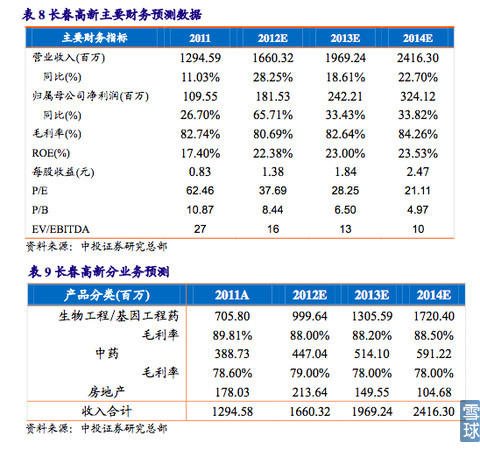 表 8 长春高新主要财务预测数据
主要财务指标 2011 2012E 2013E 2014E
营业收入(百万) 1294.59 1660.32 1969.24 2416.30
同比(%) 11.03% 28.25% 18.61% 22.70%
归属母公司净利润(百万) 109.55 181.53 242.21 324.12
同比(%) 26.70% 65.71% 33.43% 33.82%
毛利率(%) 82.74% 80.69% 82.64% 84.26%
ROE(%) 17.40% 22.38% 23.00% 23.53%
每股收益(元) 0.83 1.38 1.84 2.47
P/E 62.46 37.69 28.25 21.11
P/B 10.87 8.44 6.50 4.97
EV/EBITDA 27 16 13 10
资料来源：中投证券研究总部
表 9 长春高新分业务预测
产品分类(百万) 2011A 2012E 2013E 2014E
生物工程/基因工程药 705.80 999.64 1305.59 1720.40
毛利率 89.81% 88.00% 88.20% 88.50%
中药 388.73 447.04 514.10 591.22
毛利率 78.60% 79.00% 78.00% 78.00%
房地产 178.03 213.64 149.55 104.68
收入合计 1294.58 1660.32 1969.24 2416.30
资料来源：中投证券研究总部
雪球